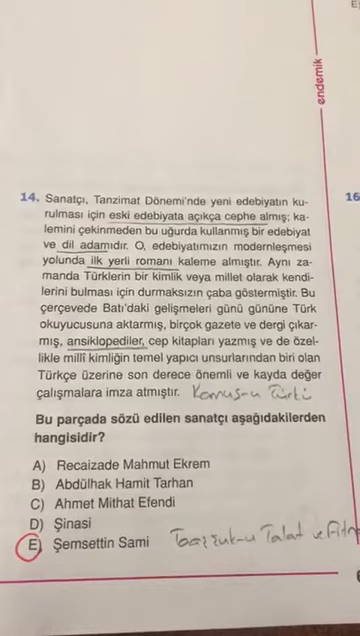 endemik
14. Sanatçı, Tanzimat Dönemi'nde yeni edebiyatın ku-
rulması için eski edebiyata açıkça cephe almış; ka-
lemini çekinmeden bu uğurda kullanmış bir edebiyat
ve dil adamıdır. O, edebiyatımızın modernleşmesi
yolunda ilk yerli romanı kaleme almıştır. Aynı za-
manda Türklerin bir kimlik veya millet olarak kendi-
lerini bulması için durmaksızın çaba göstermiştir. Bu
çerçevede Batı'daki gelişmeleri günü gününe Türk
okuyucusuna aktarmış, birçok gazete ve dergi çıkar-
mış, ansiklopediler, cep kitapları yazmış ve de özel-
likle millî kimliğin temel yapıcı unsurlarından biri olan
Türkçe üzerine son derece önemli ve kayda değer
çalışmalara imza atmıştır. Kamus-u Türki
Bu parçada sözü edilen sanatçı aşağıdakilerden
hangisidir?
A) Recaizade Mahmut Ekrem
B) Abdülhak Hamit Tarhan
C) Ahmet Mithat Efendi
D) Şinasi
E) Şemsettin Sami Taaşşuk-u Talat ve Fitna
16